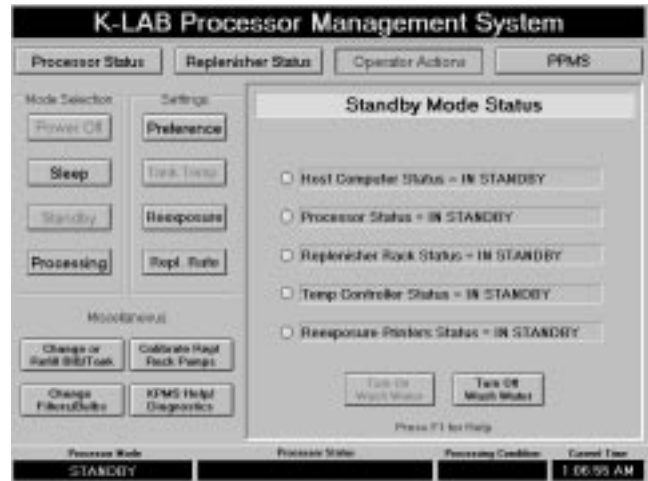 K-LAB Processor Management System
Processor Status
Replenisher Status
Operator Actions
PPMS
Mode Selection
Settings
Power Off
Preference
Sleep
Tank Temp
Standby
Reexposure
Processing
Repl. Rate
Miscellaneous
Change or
Refill Btl/Tank
Calibrate Repl
Rack Pumps
Change
Filters/Bulbs
KPMS Help/
Diagnostics
Standby Mode Status
Host Computer Status = IN STANDBY
Processor Status = IN STANDBY
Replenisher Rack Status = IN STANDBY
Temp Controller Status = IN STANDBY
Reexposure Printers Status = IN STANDBY
Turn On
Wash Water
Turn Off
Wash Water
Press F1 for Help
Processor Mode
Processor Status
Processing Condition
Current Time
STANDBY
1:06:55 AM